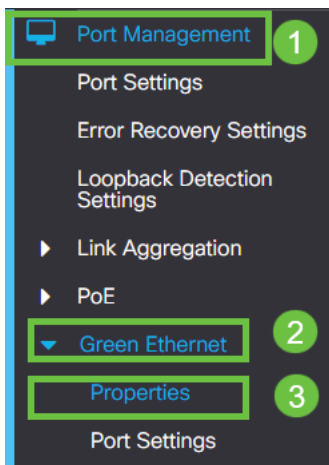 Port Management
1
Port Settings
Error Recovery Settings
Loopback Detection
Settings
Link Aggregation
PoE
Green Ethernet
2
Properties
3
Port Settings